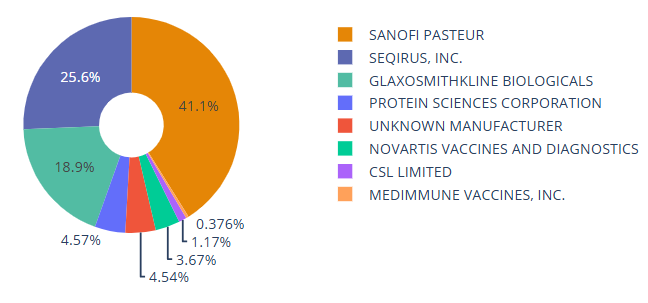 25.6%
41.1%
18.9%
4.57%
0.376%
1.17%
3.67%
4.54%
SANOFI PASTEUR
SEQIRUS, INC.
GLAXOSMITHKLINE BIOLOGICALS
PROTEIN SCIENCES CORPORATION
UNKNOWN MANUFACTURER
NOVARTIS VACCINES AND DIAGNOSTICS
CSL LIMITED
MEDIMMUNE VACCINES, INC.